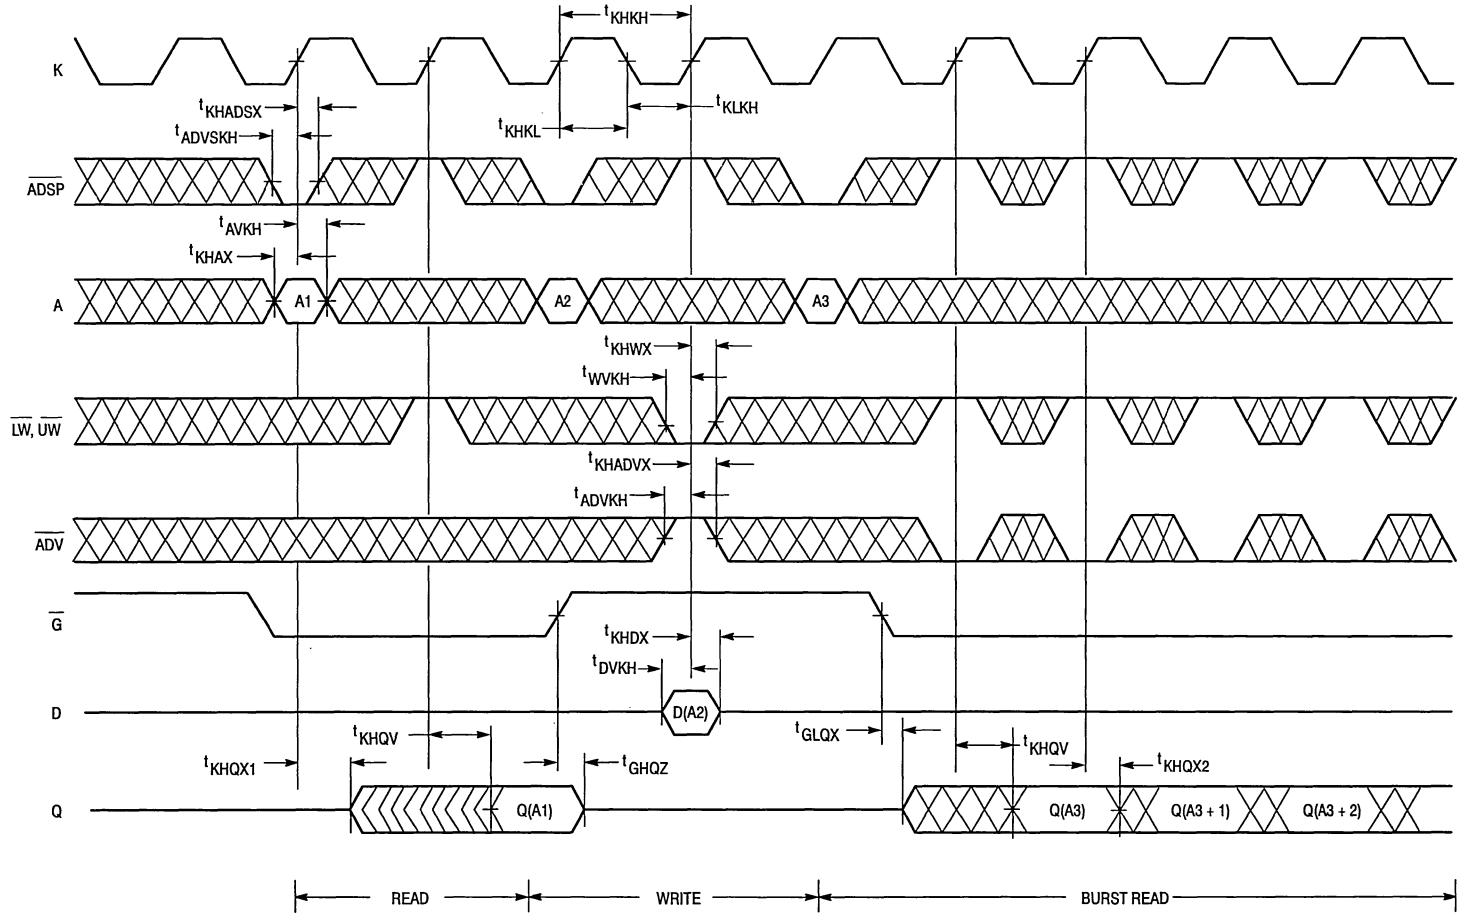 tKHKH
K
tKHADSX
tKLKH
tADVSKH
tKHKL
ADSP
tAVKH
tKHAX
A
A1
A2
A3
tKHWX
tWVKH
LW, UW
tKHADVX
tADVKH
ADV
G
tKHDX
tDVKH
D
D(A2)
tKHQV
tGLQX
tKHQV
tKHQX1
tGHQZ
tKHQX2
Q
Q(A1)
Q(A3)
Q(A3 + 1)
Q(A3 + 2)
READ
WRITE
BURST READ